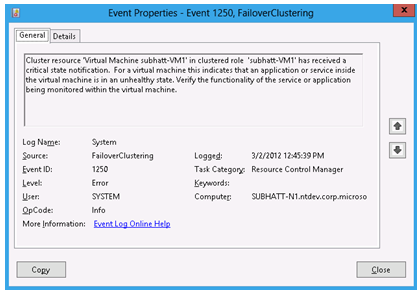 Event Properties - Event 1250, FailoverClustering
x
General Details
Cluster resource 'Virtual Machine subhatt-VM1' in clustered role 'subhatt-VM1' has received a
critical state notification. For a virtual machine this indicates that an application or service inside
the virtual machine is in an unhealthy state. Verify the functionality of the service or application
being monitored within the virtual machine.
Log Name: System
Source: FailoverClustering Logged: 3/2/2012 12:45:39 PM
Event ID: 1250 Task Category: Resource Control Manager
Level: Error Keywords:
User: SYSTEM Computer: SUBHATT-N1.ntdev.corp.microso
OpCode: Info
More Information: Event Log Online Help
Copy Close